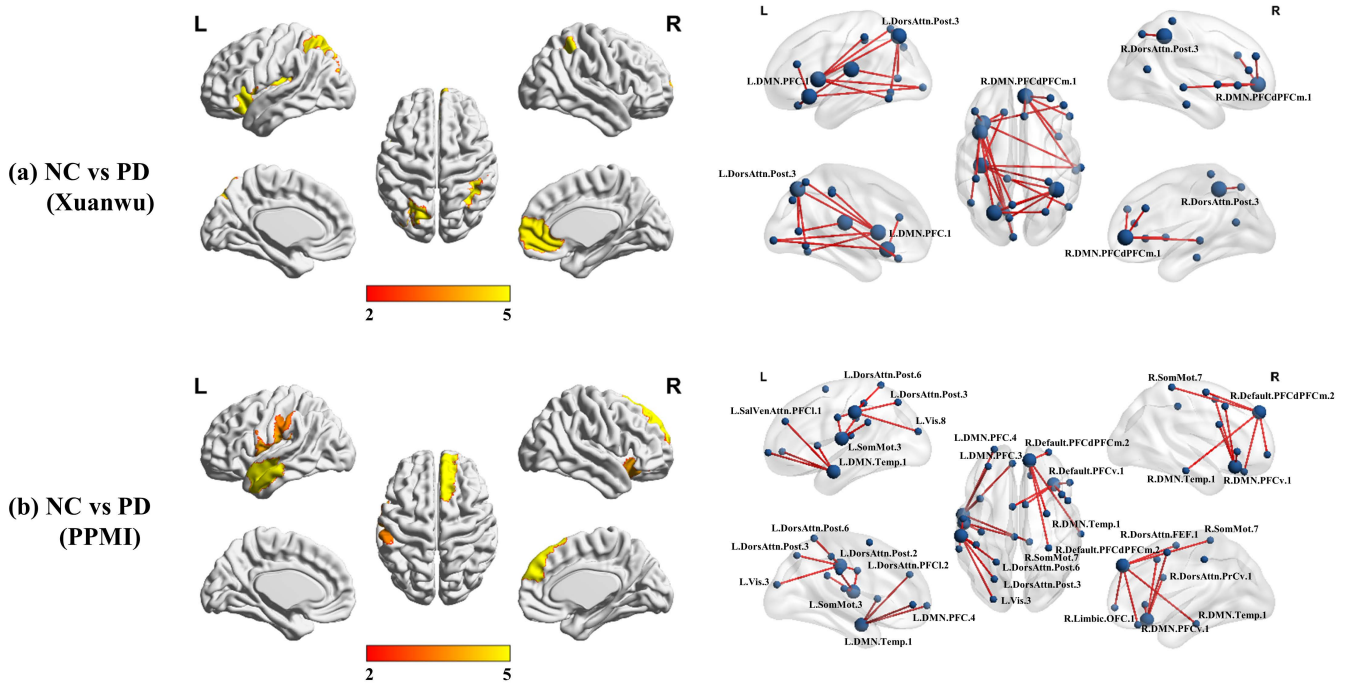 L
R
(a) NC vs PD
(Xuanwu)
2
5
L
R
L.DorsAttn.Post.3
L.DMN.PFC.1
R.DMN.PFCdPFCm.1
R.DorsAttn.Post.3
R.DMN.PFCdPFCm.1
L.DorsAttn.Post.3
L.DMN.PFC.1
R.DorsAttn.Post.3
R.DMN.PFCdPFCm.1
L
R
(b) NC vs PD
(PPMI)
2
5
L
R
L.DorsAttn.Post.6
L.DorsAttn.Post.3
L.SalVenAttn.PFCl.1
L.Vis.8
L.SomMot.3
L.DMN.Temp.1
L.DMN.PFC.4
R.Default.PFCdPFCm.2
L.DMN.PFC.3
R.Default.PFCv.1
R.DMN.Temp.1
R.Default.PFCdPFCm.2
R.SomMot.7
L.DorsAttn.Post.6
L.DorsAttn.Post.3
L.Vis.3
R.SomMot.7
R.Default.PFCdPFCm.2
R.DMN.Temp.1
R.DMN.PFCv.1
L.DorsAttn.Post.6
L.DorsAttn.Post.3
L.DorsAttn.Post.2
L.DorsAttn.PFCl.2
L.Vis.3
L.SomMot.3
L.DMN.PFC.4
L.DMN.Temp.1
R.DorsAttn.FEF.1
R.SomMot.7
R.DorsAttn.PrCv.1
R.Limbic.OFC.1
R.DMN.Temp.1
R.DMN.PFCv.1